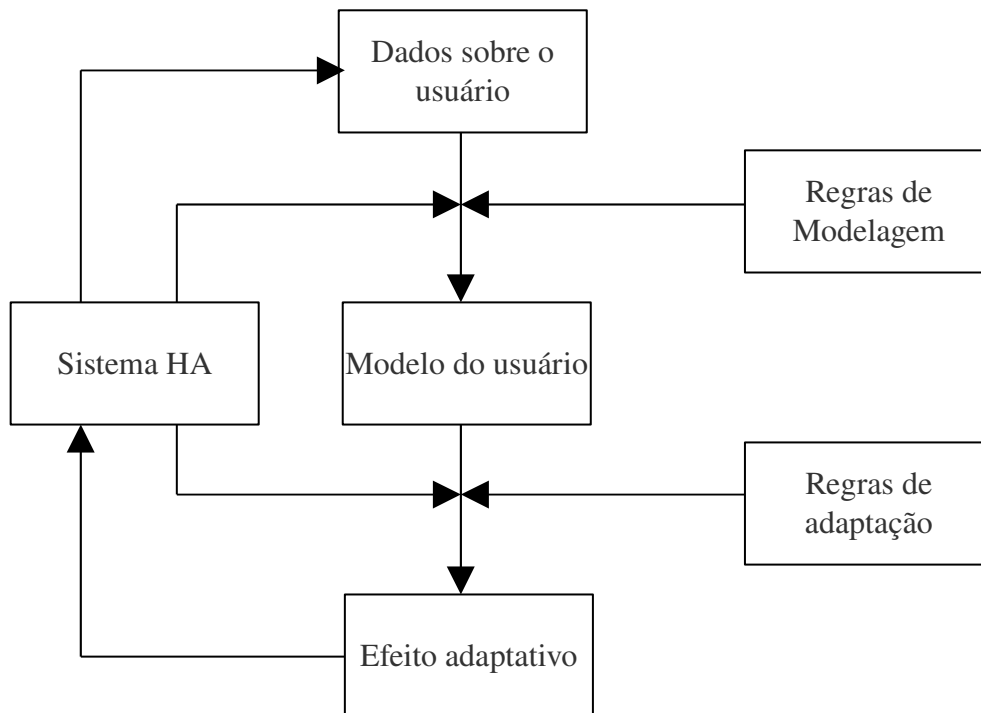 Dados sobre o
usuário
Regras de
Modelagem
Sistema HA
Modelo do usuário
Regras de
adaptação
Efeito adaptativo